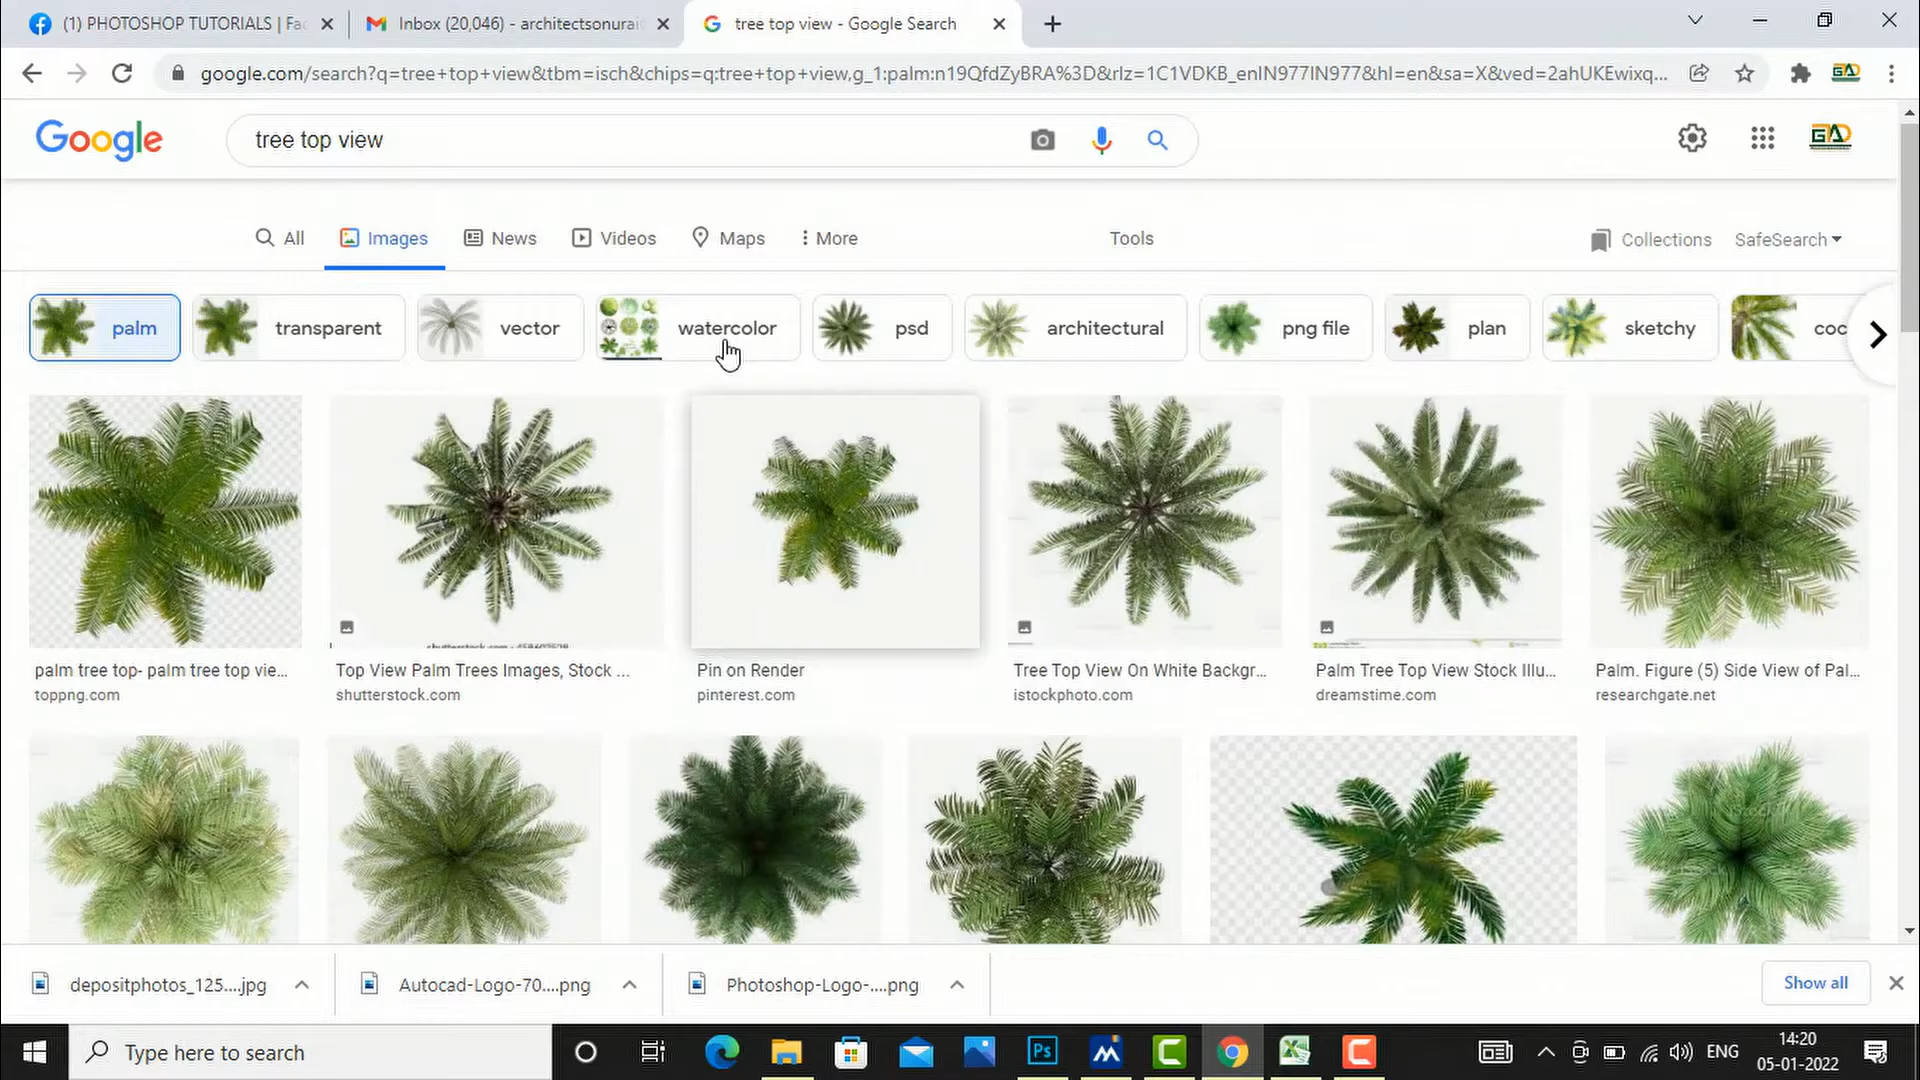 (1) PHOTOSHOP TUTORIALS | Fac
Inbox (20,046) - architectsonurai
tree top view - Google Search
google.com/search?q=tree+top+view&tbm=isch&chips=q:tree+top+view,g_1:palm:n19QfdZyBRA%3D&rlz=1C1VDKB_enIN977IN977&hl=en&sa=X&ved=2ahUKEwixq...
Google
tree top view
GAD
All
Images
News
Videos
Maps
More
Tools
Collections
SafeSearch
palm
transparent
vector
watercolor
psd
architectural
png file
plan
sketchy
coc
palm tree top- palm tree top vie...
toppng.com
Top View Palm Trees Images, Stock ...
shutterstock.com
Pin on Render
pinterest.com
Tree Top View On White Backgr...
istockphoto.com
Palm Tree Top View Stock Illu...
dreamstime.com
Palm. Figure (5) Side View of Pal...
researchgate.net
depositphotos_125....jpg
Autocad-Logo-70....png
Photoshop-Logo-....png
Show all
Type here to search
Ps
ENG
14:20
05-01-2022